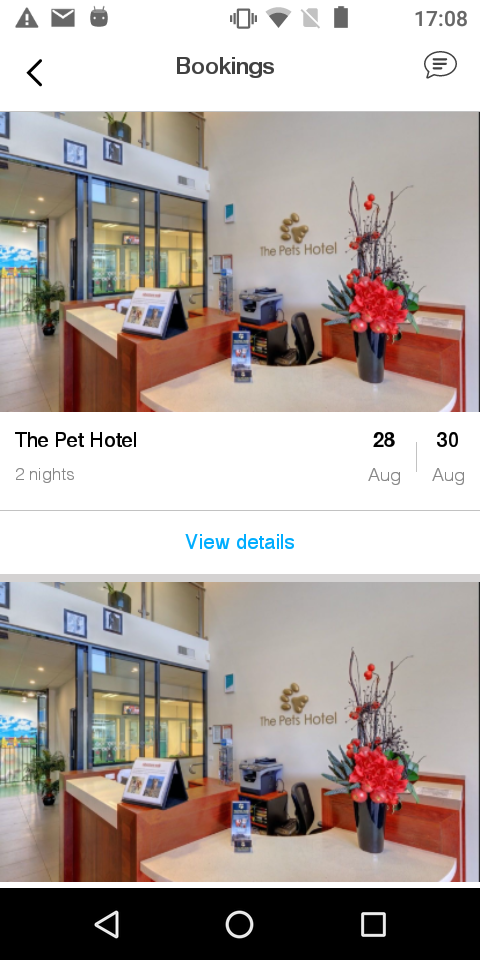 17:08
Bookings
The Pets Hotel
The Pet Hotel
28
30
2 nights
Aug
Aug
View details
The Pets Hotel